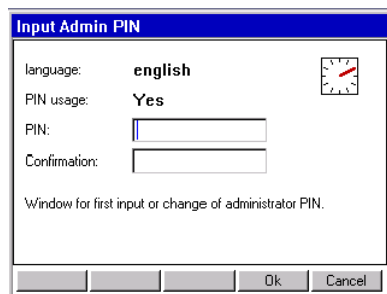 Input Admin PIN
language: english
PIN usage: Yes
PIN:
Confirmation:
Window for first input or change of administrator PIN.
Ok Cancel